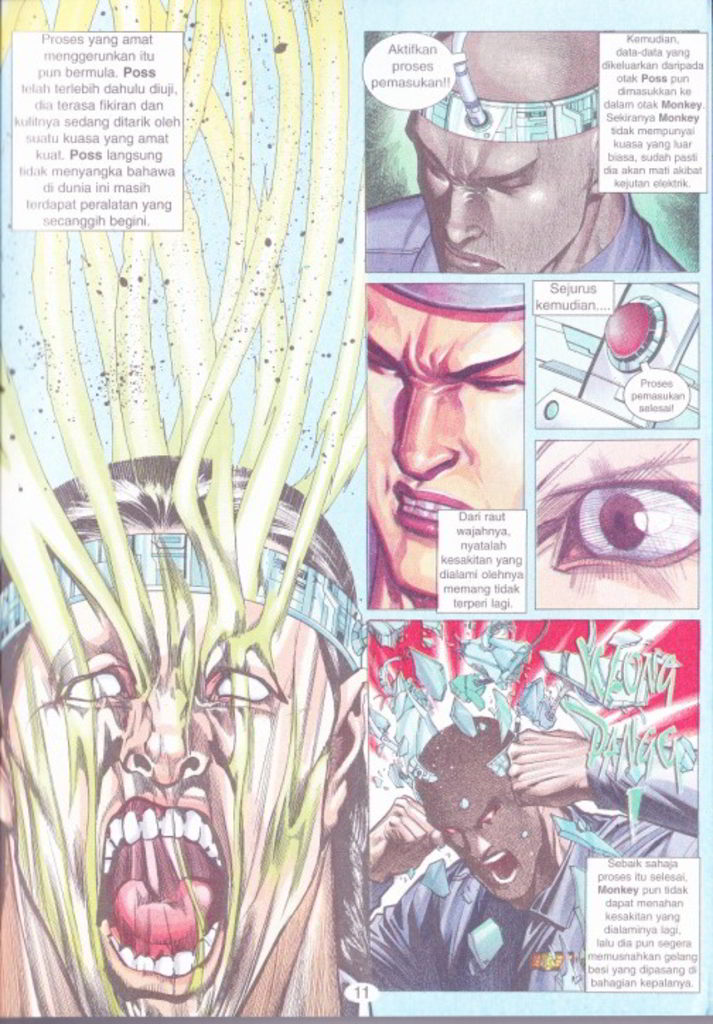 Proses yang amat
menggerunkan itu
pun bermula. Poss
telah terlebih dahulu diuji,
dia terasa fikiran dan
kulitnya sedang ditarik oleh
suatu kuasa yang amat
kuat. Poss langsung
tidak menyangka bahawa
di dunia ini masih
terdapat peralatan yang
secanggih begini.
Aktifkan
proses
pemasukan!!
Kemudian,
data-data yang
dikeluarkan daripada
otak Poss pun
dimasukkan ke
dalam otak Monkey.
Sekiranya Monkey
tidak mempunyai
kuasa yang luar
biasa, sudah pasti
dia akan mati akibat
kejutan elektrik.
Sejurus
kemudian....
Proses
pemasukan
selesai!
Dari raut
wajahnya,
nyatalah
kesakitan yang
dialami olehnya
memang tidak
terperi lagi.
Sebaik sahaja
proses itu selesai,
Monkey pun tidak
dapat menahan
kesakitan yang
dialaminya lagi,
lalu dia pun segera
memusnahkan gelang
besi yang dipasang di
bahagian kepalanya.
11